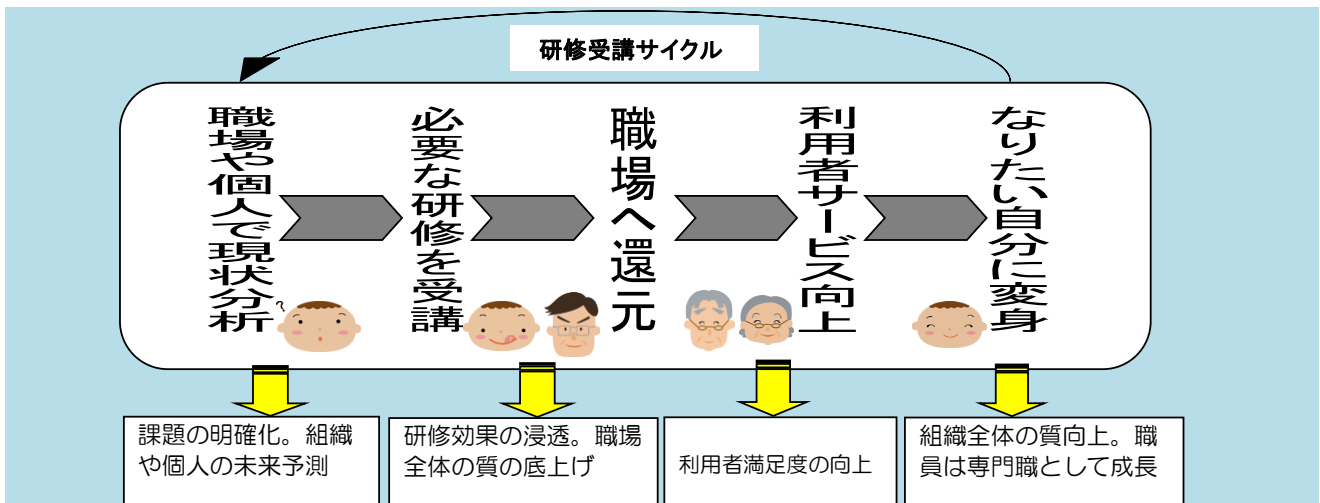 研修受講サイクル
職場や個人で現状分析
必要な研修を受講
職場へ還元
利用者サービス向上
なりたい自分に変身
?
課題の明確化。組織
や個人の未来予測
研修効果の浸透。職場
全体の質の底上げ
利用者満足度の向上
組織全体の質向上。職
員は専門職として成長